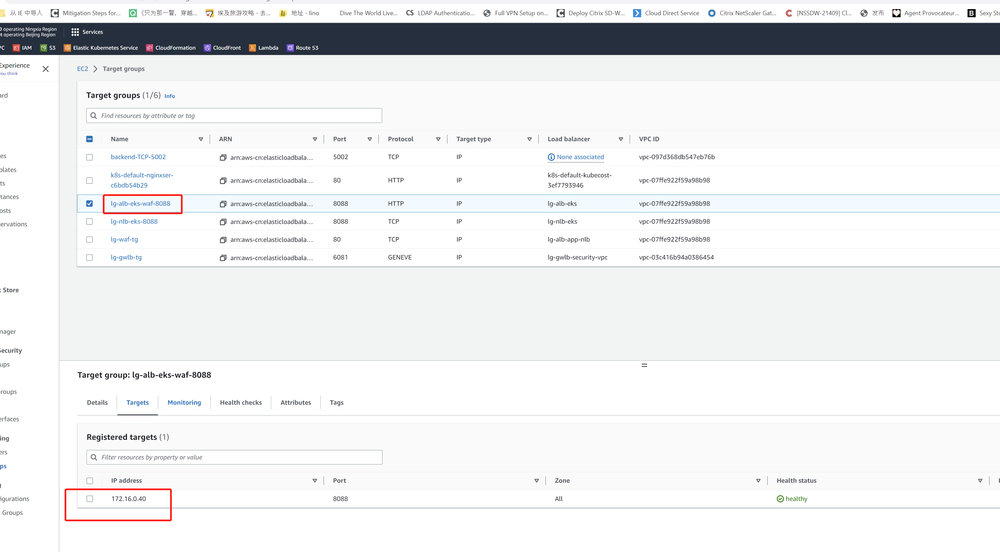 从 IE 中导入 Mitigation Steps for... 《只为那一瞥，穿越... 埃及旅游攻略 - 去... 地址 - lino Dive The World Live... CS LDAP Authenticatio... Full VPN Setup on... Deploy Citrix SD-W... Cloud Direct Service Citrix NetScaler Gat... [NSSDW-21409] Cl... 发布 Agent Provocateur... B Sexy Sto
operating Ningxia Region
operating Beijing Region
Services
PC IAM S3 Elastic Kubernetes Service CloudFormation CloudFront Lambda Route 53
Experience
you think
ard
es
plates
ts
tances
osts
servations
k Store
nager
Security
ups
roups
erfaces
ing
ers
ps
g
figurations
Groups
EC2 Target groups
Target groups (1/6) Info
Find resources by attribute or tag
Name ARN Port Protocol Target type Load balancer VPC ID
backend-TCP-5002 arn:aws-cn:elasticloadbala... 5002 TCP IP None associated vpc-097d368db547eb76b
k8s-default-nginxser-
c6bdb54b29 arn:aws-cn:elasticloadbala... 80 HTTP IP k8s-default-kubecost-
3ef7793946 vpc-07ffe922f59a98b98
lg-alb-eks-waf-8088 arn:aws-cn:elasticloadbala... 8088 HTTP IP lg-alb-eks vpc-07ffe922f59a98b98
lg-nlb-eks-8088 arn:aws-cn:elasticloadbala... 8088 TCP IP lg-nlb-eks vpc-07ffe922f59a98b98
lg-waf-tg arn:aws-cn:elasticloadbala... 80 TCP IP lg-alb-app-nlb vpc-07ffe922f59a98b98
lg-gwlb-tg arn:aws-cn:elasticloadbala... 6081 GENEVE IP lg-gwlb-security-vpc vpc-03c416b94a0386454
Target group: lg-alb-eks-waf-8088
Details Targets Monitoring Health checks Attributes Tags
Registered targets (1)
Filter resources by property or value
IP address Port Zone Health status
172.16.0.40 8088 All healthy